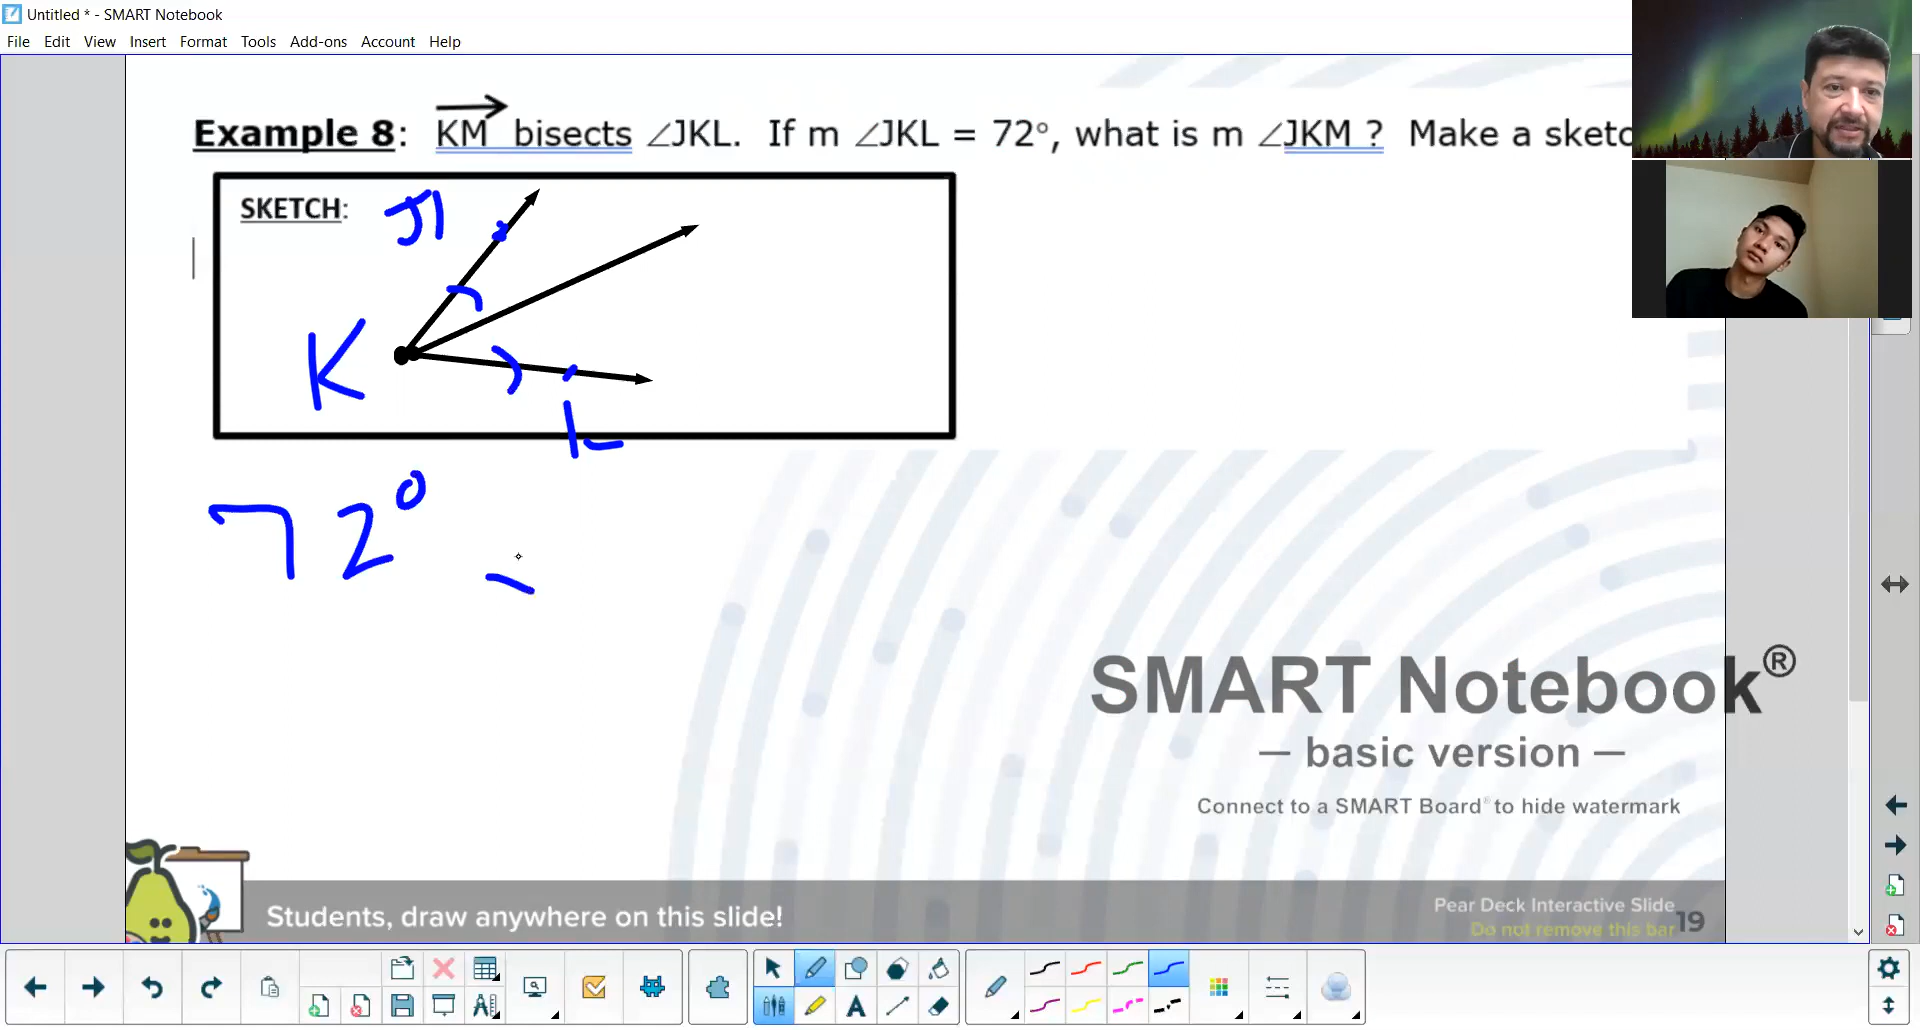 Untitled * - SMART Notebook
File Edit View Insert Format Tools Add-ons Account Help
Example 8: KM bisects ∠JKL. If m ∠JKL = 72°, what is m ∠JKM ? Make a sketc
SKETCH:
J
K
L
72°
SMART Notebook®
— basic version —
Connect to a SMART Board® to hide watermark
Students, draw anywhere on this slide!
Pear Deck Interactive Slide
Do not remove this bar
19